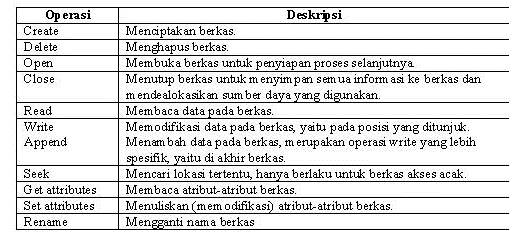 Operasi Deskripsi
Create Menciptakan berkas.
Delete Menghapus berkas.
Open Membuka berkas untuk penyiapan proses selanjutnya.
Close Menutup berkas untuk menyimpan semua informasi ke berkas dan
mendealokasikan sumber daya yang digunakan.
Read Membaca data pada berkas.
Write Memodifikasi data pada berkas, yaitu pada posisi yang ditunjuk.
Append Menambah data pada berkas, merupakan operasi write yang lebih
spesifik, yaitu di akhir berkas.
Seek Mencari lokasi tertentu, hanya berlaku untuk berkas akses acak.
Get attributes Membaca atribut-atribut berkas.
Set attributes Menuliskan (memodifikasi) atribut-atribut berkas.
Rename Mengganti nama berkas